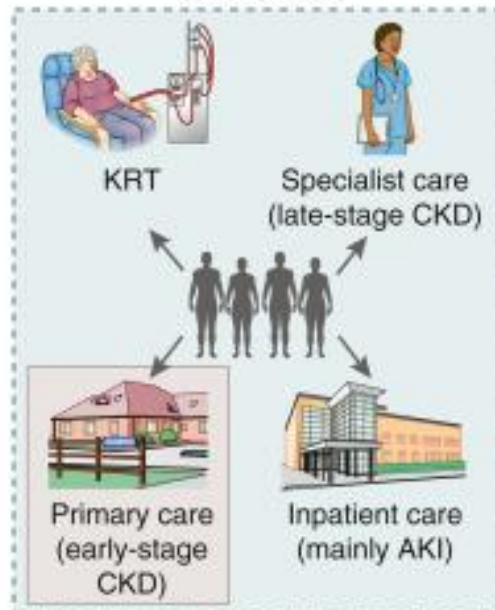 KRT
Specialist care
(late-stage CKD)
Primary care
(early-stage
CKD)
Inpatient care
(mainly AKI)